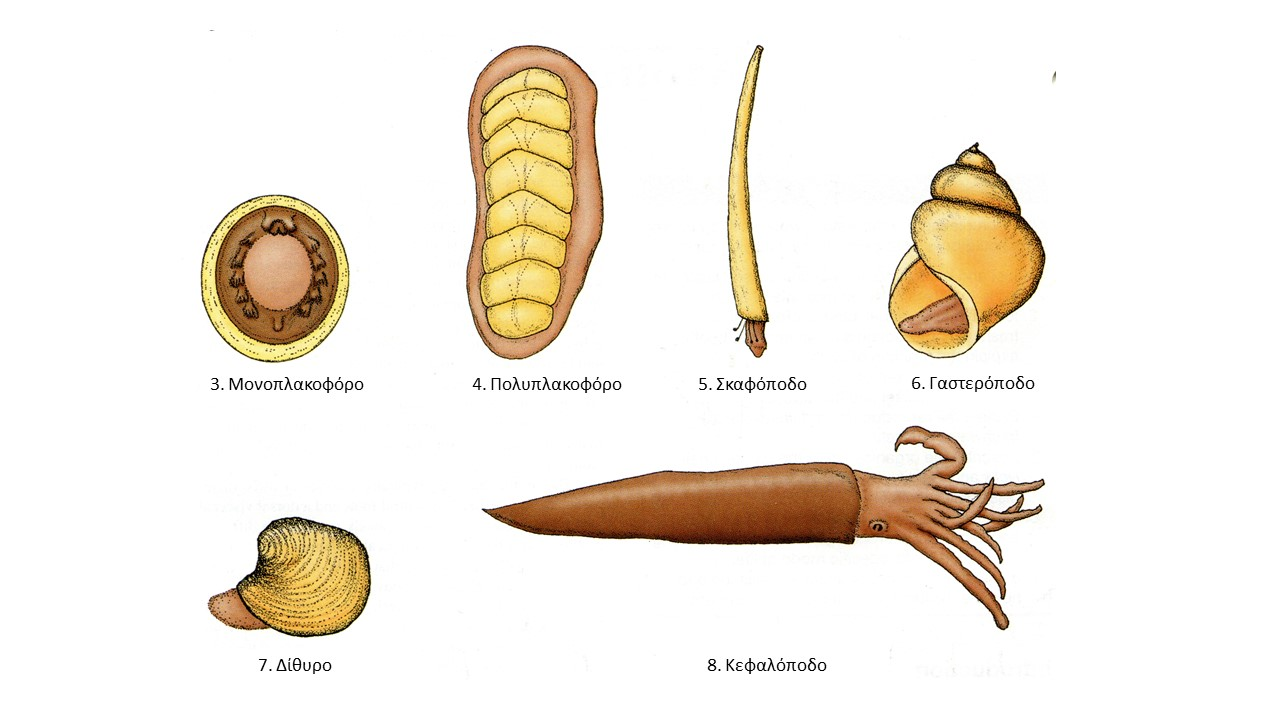 3. Μονοπλακοφόρο
4. Πολυπλακοφόρο
5. Σκαφόποδο
6. Γαστερόποδο
7. Δίθυρο
8. Κεφαλόποδο